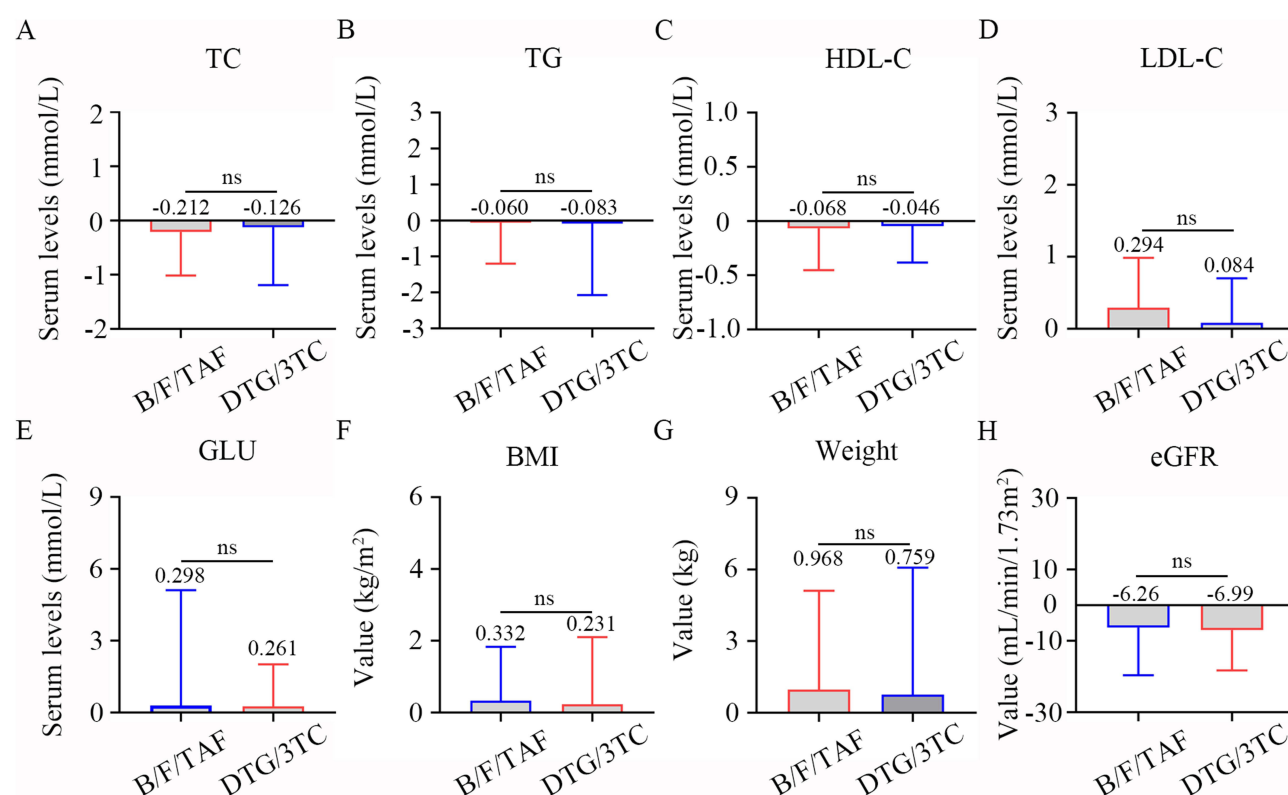 A
TC
Serum levels (mmol/L)
2
1
0
-1
-2
ns
-0.212
-0.126
B/F/TAF
DTG/3TC
B
TG
Serum levels (mmol/L)
3
2
1
0
-1
-2
-3
ns
-0.060
-0.083
B/F/TAF
DTG/3TC
C
HDL-C
Serum levels (mmol/L)
1.0
0.5
0
-0.5
-1.0
ns
-0.068
-0.046
B/F/TAF
DTG/3TC
D
LDL-C
Serum levels (mmol/L)
3
2
1
0
ns
0.294
0.084
B/F/TAF
DTG/3TC
E
GLU
Serum levels (mmol/L)
9
6
3
0
ns
0.298
0.261
B/F/TAF
DTG/3TC
F
BMI
Value (kg/m²)
6
4
2
0
ns
0.332
0.231
B/F/TAF
DTG/3TC
G
Weight
Value (kg)
9
6
3
0
ns
0.968
0.759
B/F/TAF
DTG/3TC
H
eGFR
Value (mL/min/1.73m²)
30
10
0
-10
-30
ns
-6.26
-6.99
B/F/TAF
DTG/3TC